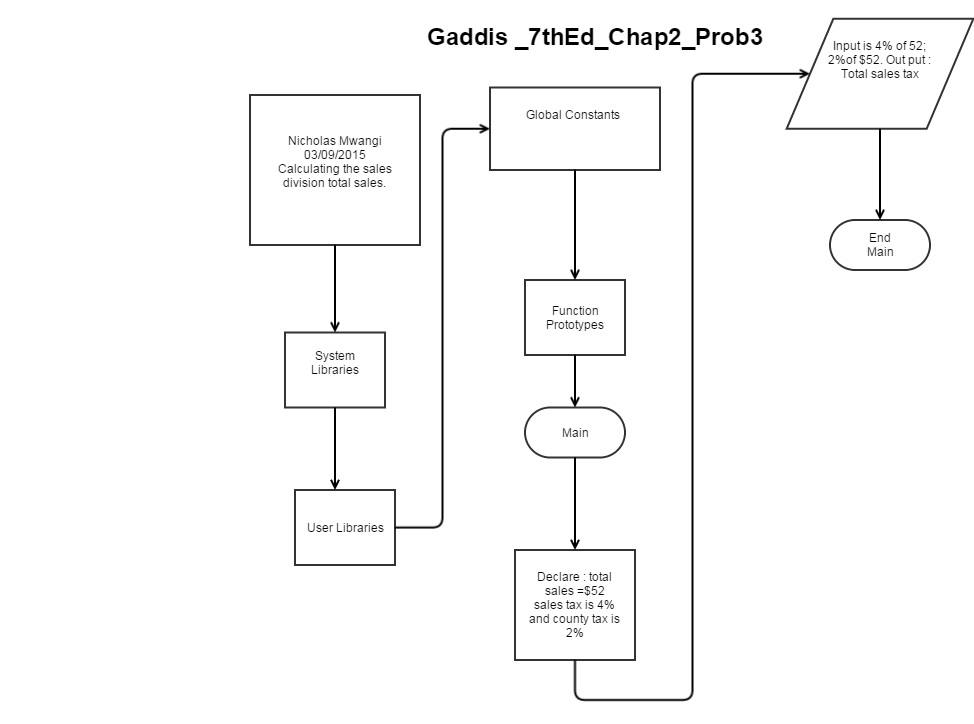 Gaddis _7thEd_Chap2_Prob3
Nicholas Mwangi
03/09/2015
Calculating the sales
division total sales.
System
Libraries
User Libraries
Global Constants
Function
Prototypes
Main
Declare : total
sales =$52
sales tax is 4%
and county tax is
2%
Input is 4% of 52;
2%of $52. Out put :
Total sales tax
End
Main